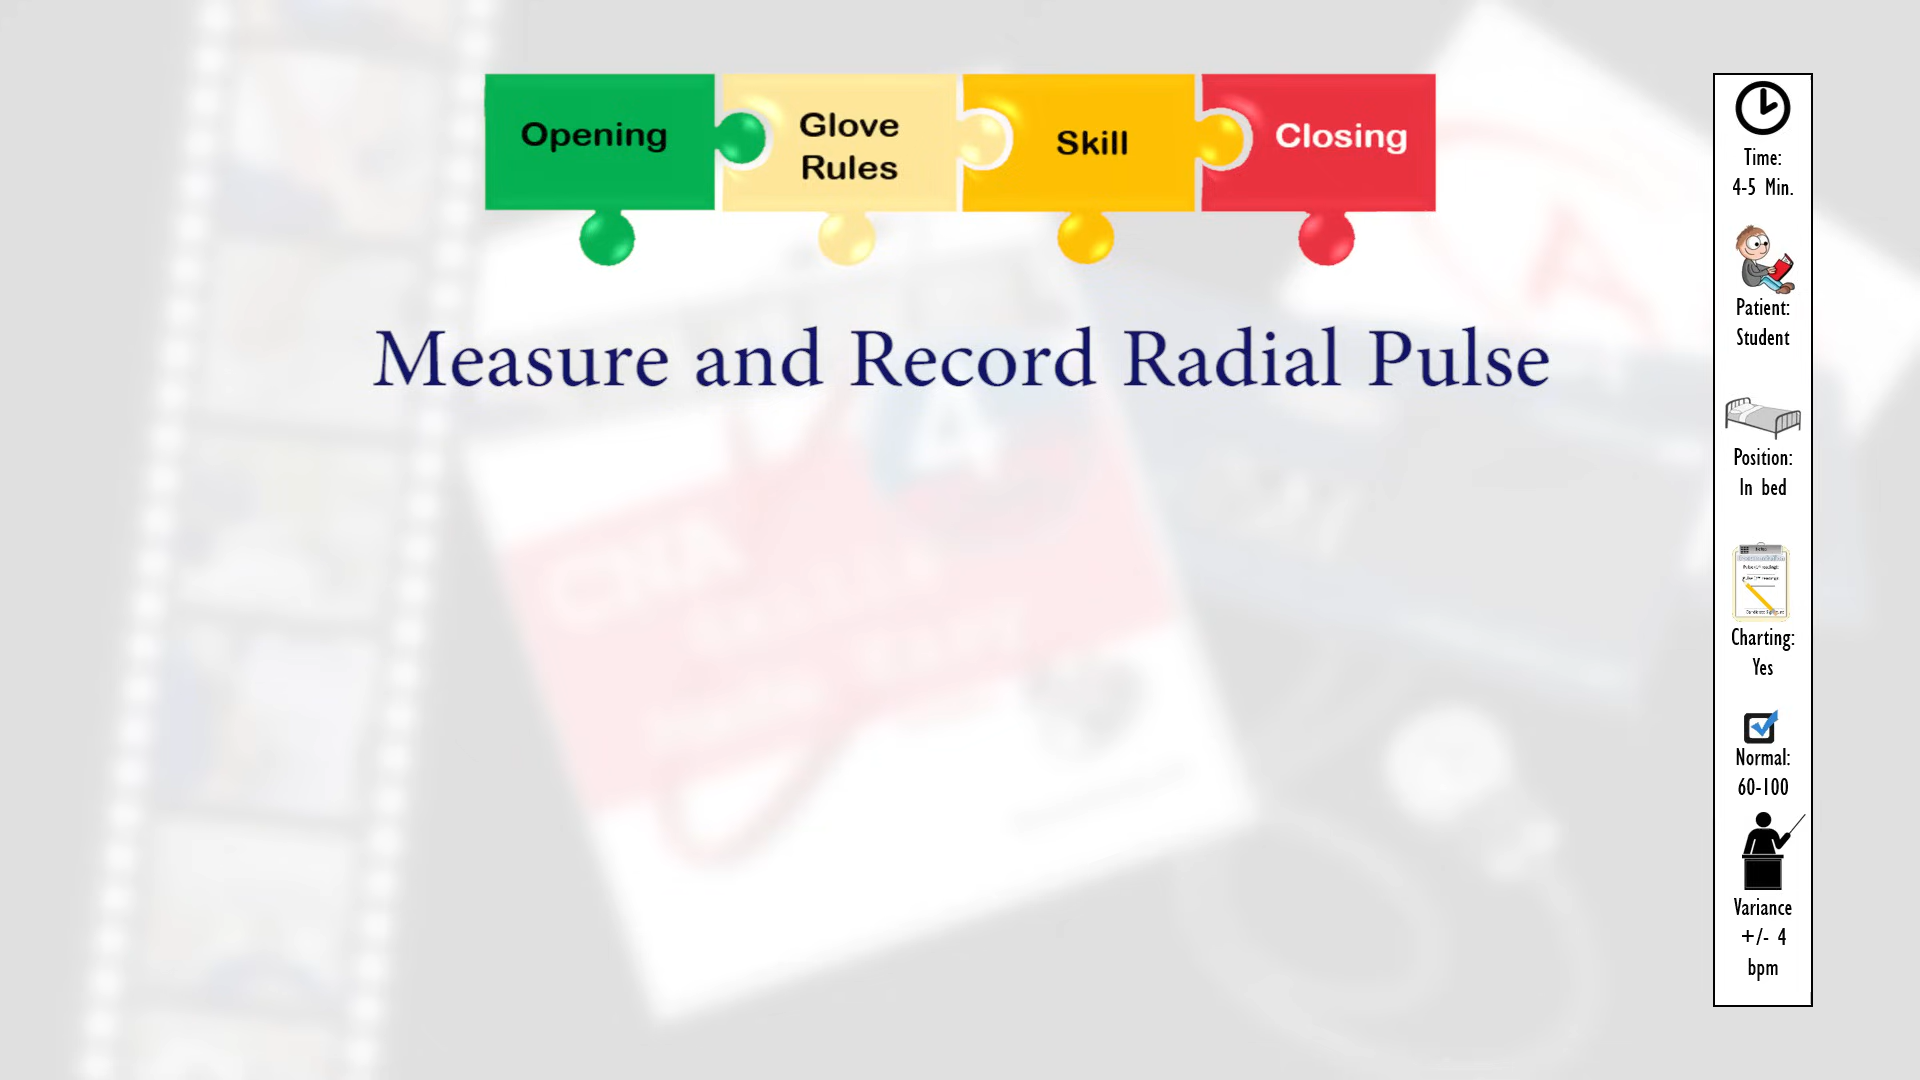 Opening
Glove
Rules
Skill
Closing
Measure and Record Radial Pulse
Time:
4-5 Min.
Patient:
Student
Position:
In bed
Charting:
Yes
Normal:
60-100
Variance
+/- 4
bpm
CNA
A